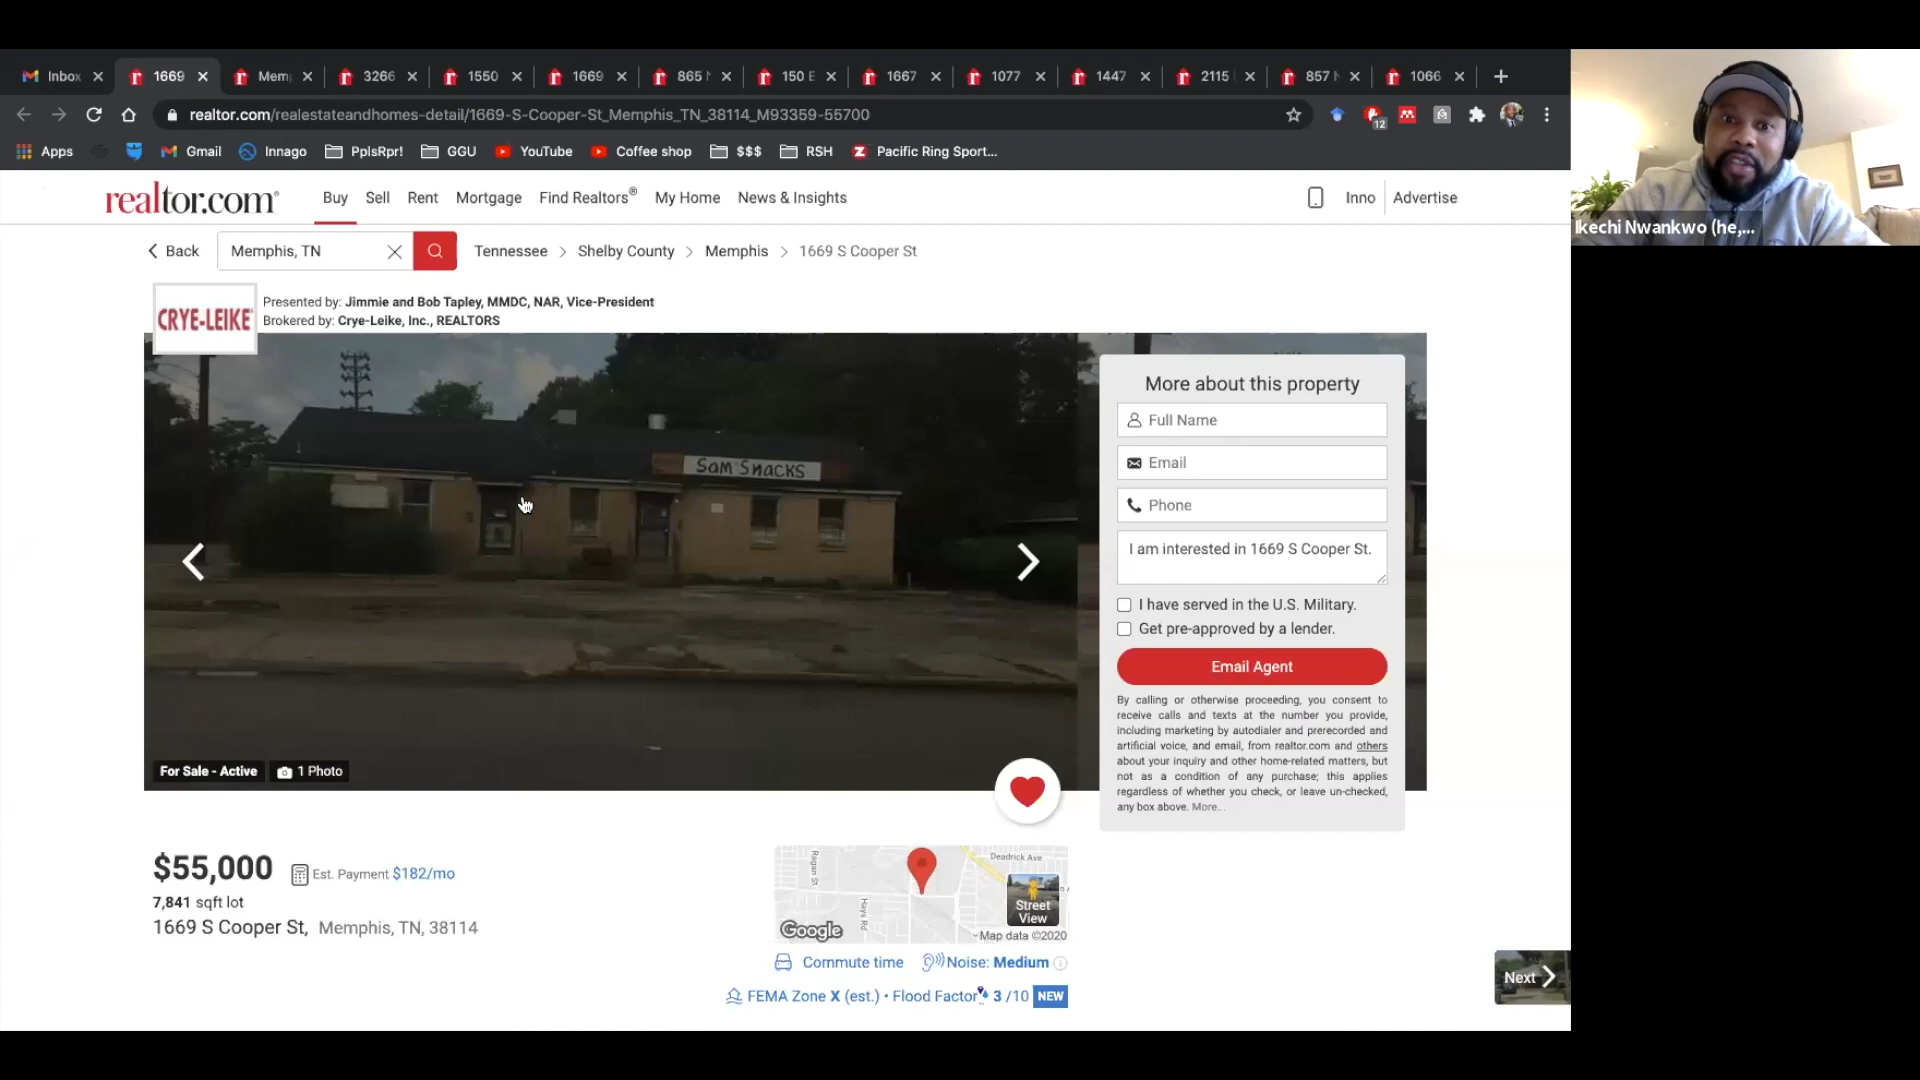 Inbox
1669
Mem
3266
1550
1669
865
150 E
1667
1077
1447
2115
857
1066
realtor.com/realestateandhomes-detail/1669-S-Cooper-St_Memphis_TN_38114_M93359-55700
12
Apps
Gmail
Innago
PplsRpr!
GGU
YouTube
Coffee shop
$$$
RSH
Pacific Ring Sport...
realtor.com®
Buy
Sell
Rent
Mortgage
Find Realtors®
My Home
News & Insights
Inno
Advertise
Ikechi Nwankwo (he,...
Back
Memphis, TN
Tennessee > Shelby County > Memphis > 1669 S Cooper St
CRYE-LEIKE
Presented by: Jimmie and Bob Tapley, MMDC, NAR, Vice-President
Brokered by: Crye-Leike, Inc., REALTORS
Sam Snacks
For Sale - Active
1 Photo
More about this property
Full Name
Email
Phone
I am interested in 1669 S Cooper St.
I have served in the U.S. Military.
Get pre-approved by a lender.
Email Agent
By calling or otherwise proceeding, you consent to
receive calls and texts at the number you provide,
including marketing by autodialer and prerecorded and
artificial voice, and email, from realtor.com and others
about your inquiry and other home-related matters, but
not as a condition of any purchase; this applies
regardless of whether you check, or leave un-checked,
any box above. More...
$55,000
Est. Payment $182/mo
7,841 sqft lot
1669 S Cooper St, Memphis, TN, 38114
Ragan St
Hays Rd
Deadrick Ave
Street
View
Google
Map data ©2020
Commute time
Noise: Medium
FEMA Zone X (est.) • Flood Factor 3 /10 NEW
Next